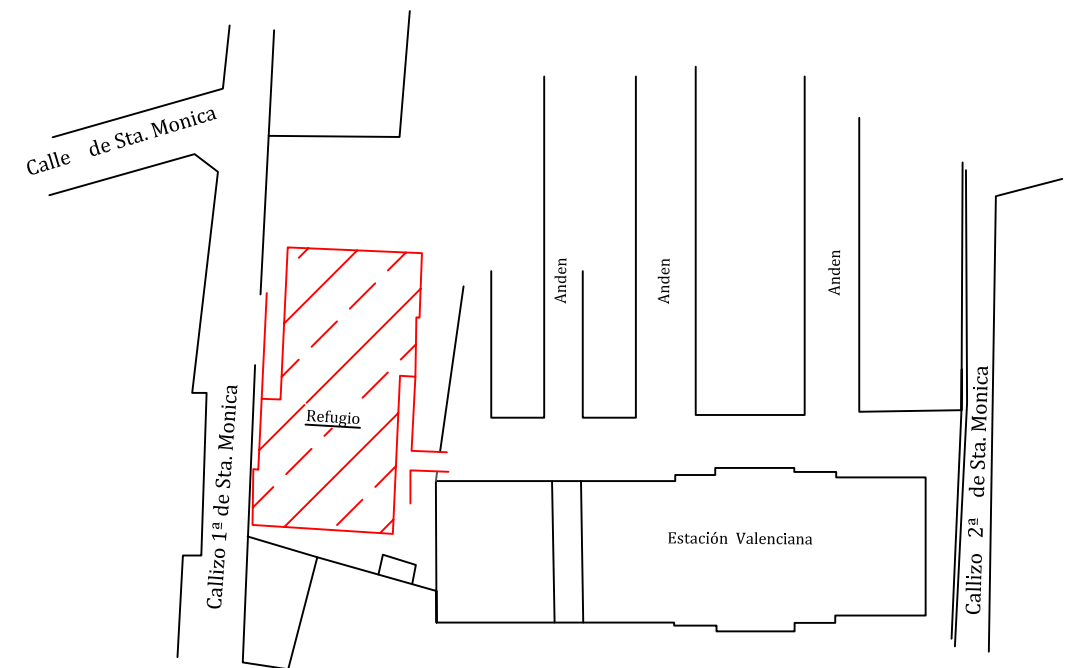 Calle de Sta. Monica
Anden
Anden
Anden
Refugio
Callizo 1ª de Sta. Monica
Estación Valenciana
Callizo 2ª de Sta. Monica